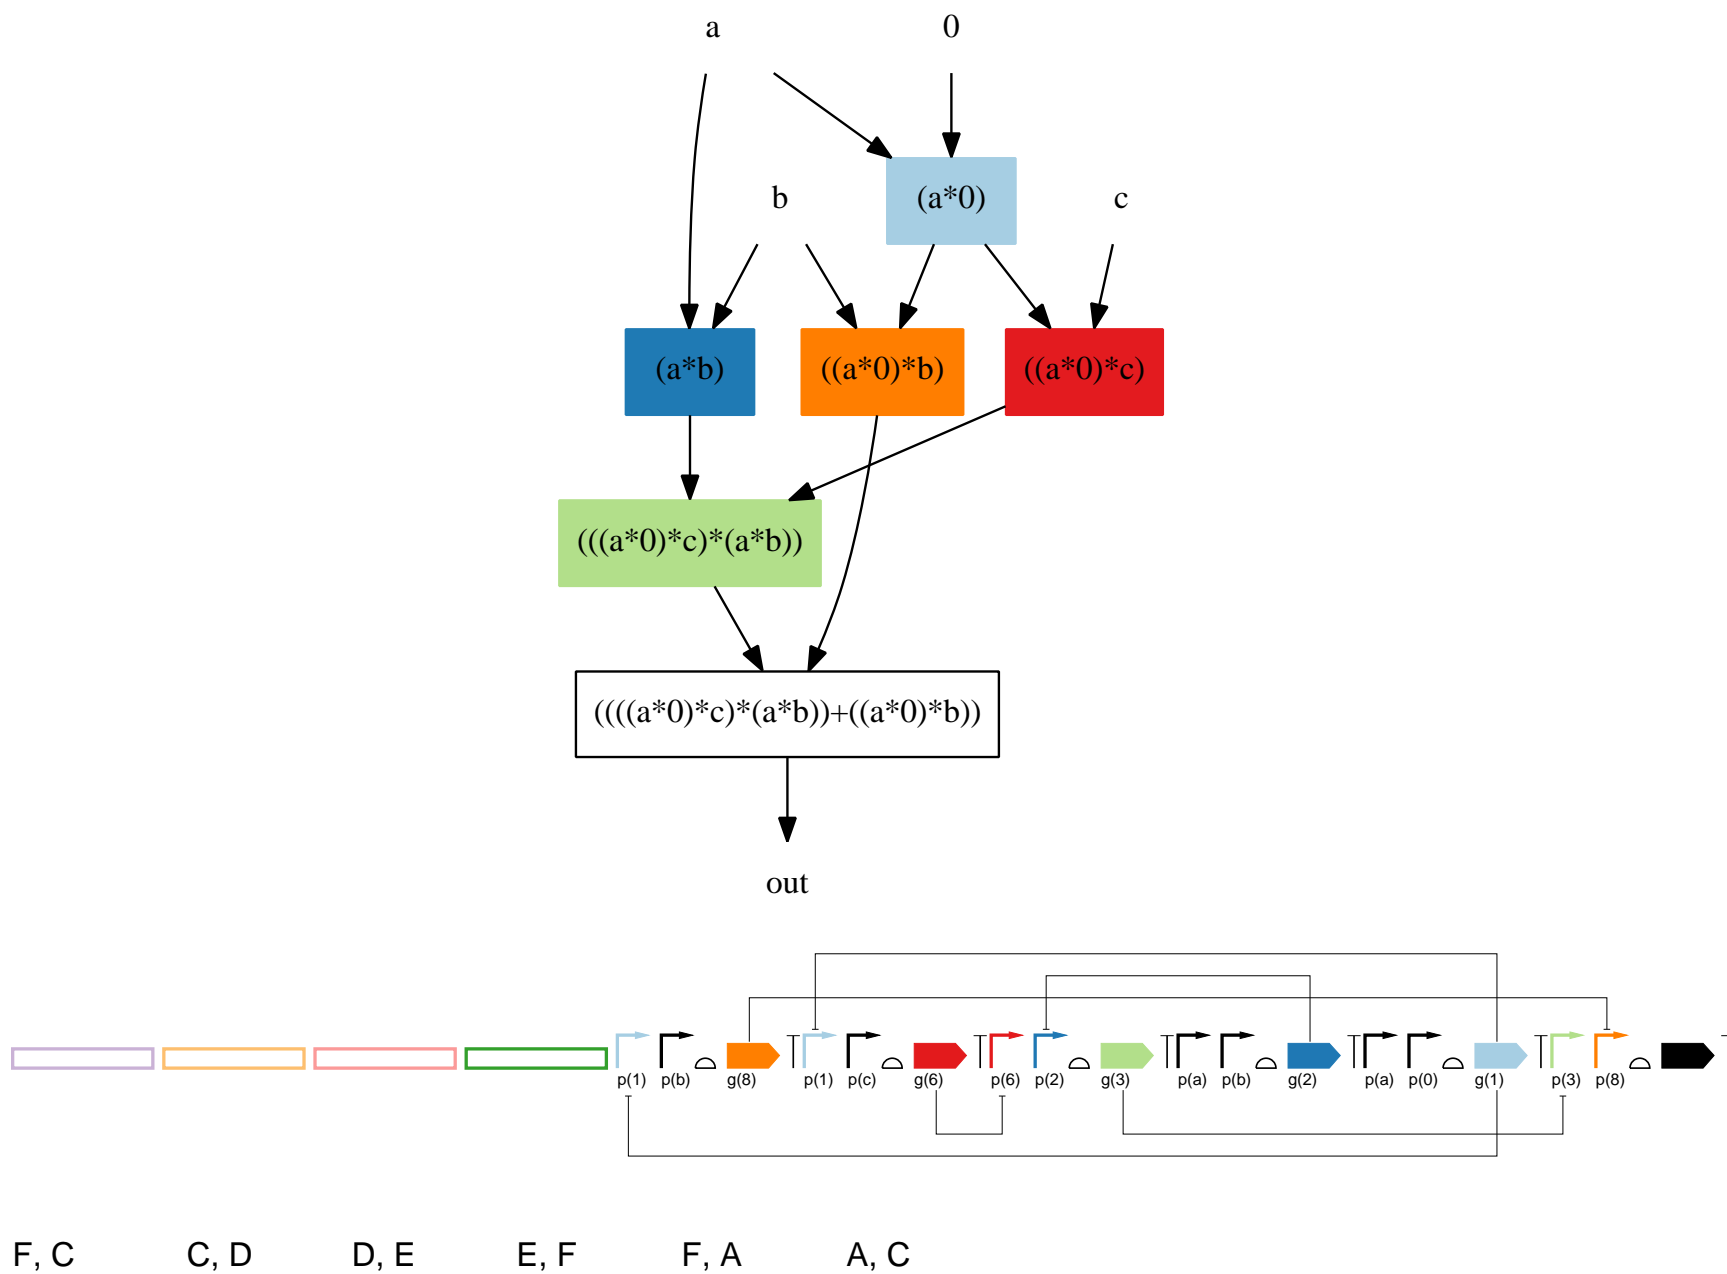 a 0
b (a*0) c
(a*b) ((a*0)*b) ((a*0)*c)
(((a*0)*c)*(a*b))
((((a*0)*c)*(a*b))+((a*0)*b))
out
p(1) p(b) g(8) p(1) p(c) g(6) p(6) p(2) g(3) p(a) p(b) g(2) p(a) p(0) g(1) p(3) p(8)
F, C C, D D, E E, F F, A A, C